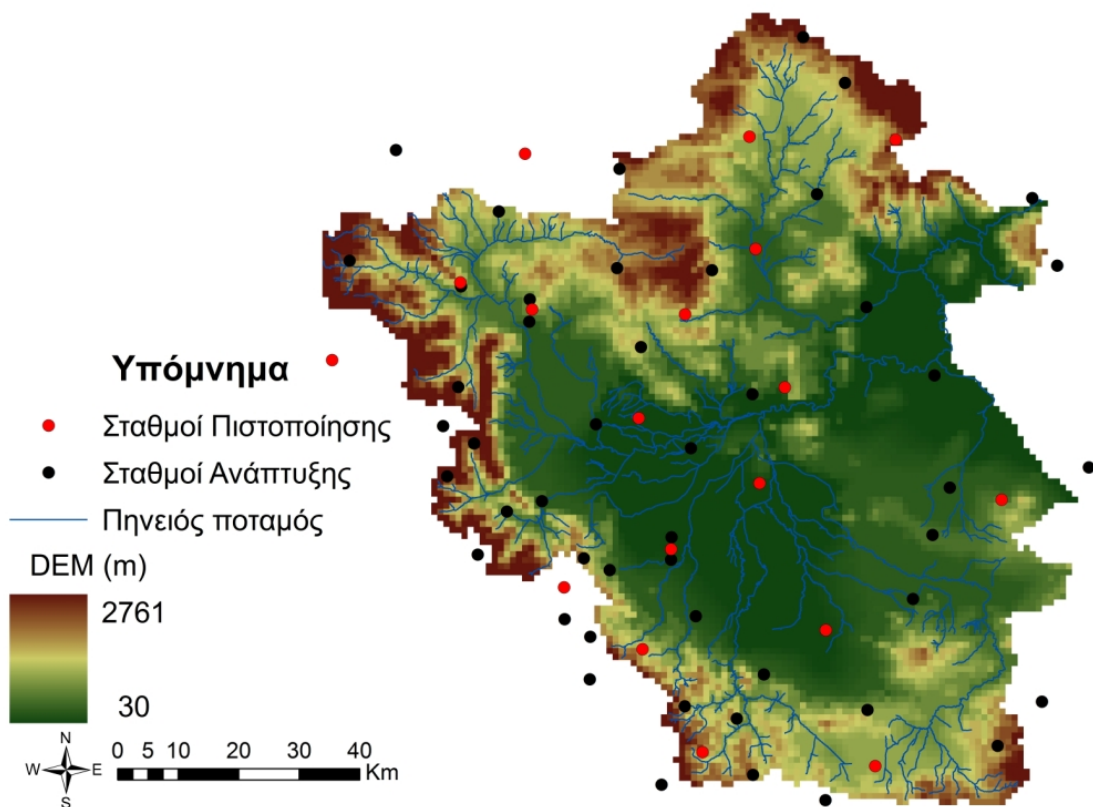 Υπόμνημα
Σταθμοί Πιστοποίησης
Σταθμοί Ανάπτυξης
Πηνειός ποταμός
DEM (m)
2761
30
N
W E
S
0 5 10 20 30 40
Km